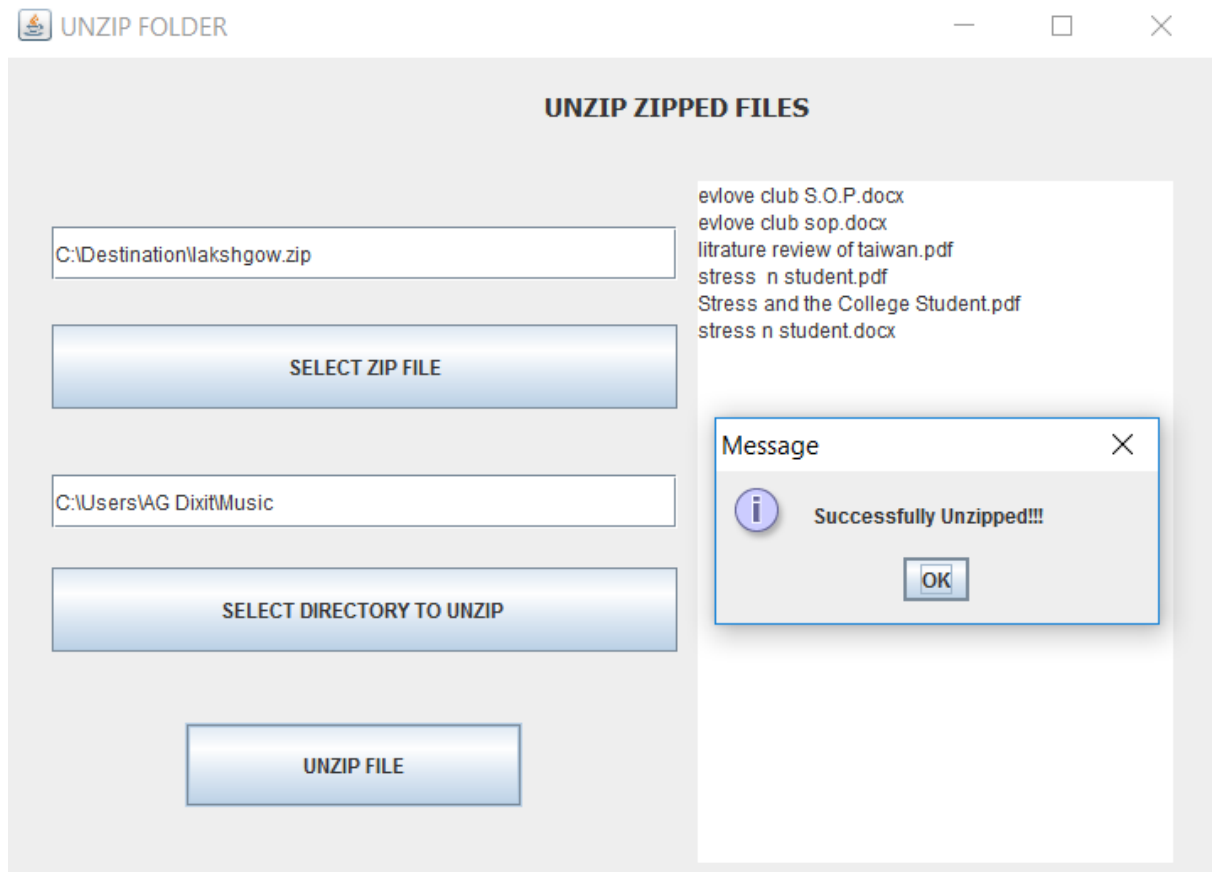 UNZIP FOLDER
UNZIP ZIPPED FILES
C:\Destination\lakshgow.zip
SELECT ZIP FILE
C:\Users\AG Dixit\Music
SELECT DIRECTORY TO UNZIP
UNZIP FILE
evlove club S.O.P.docx
evlove club sop.docx
litrature review of taiwan.pdf
stress  n student.pdf
Stress and the College Student.pdf
stress n student.docx
Message
Successfully Unzipped!!!
OK